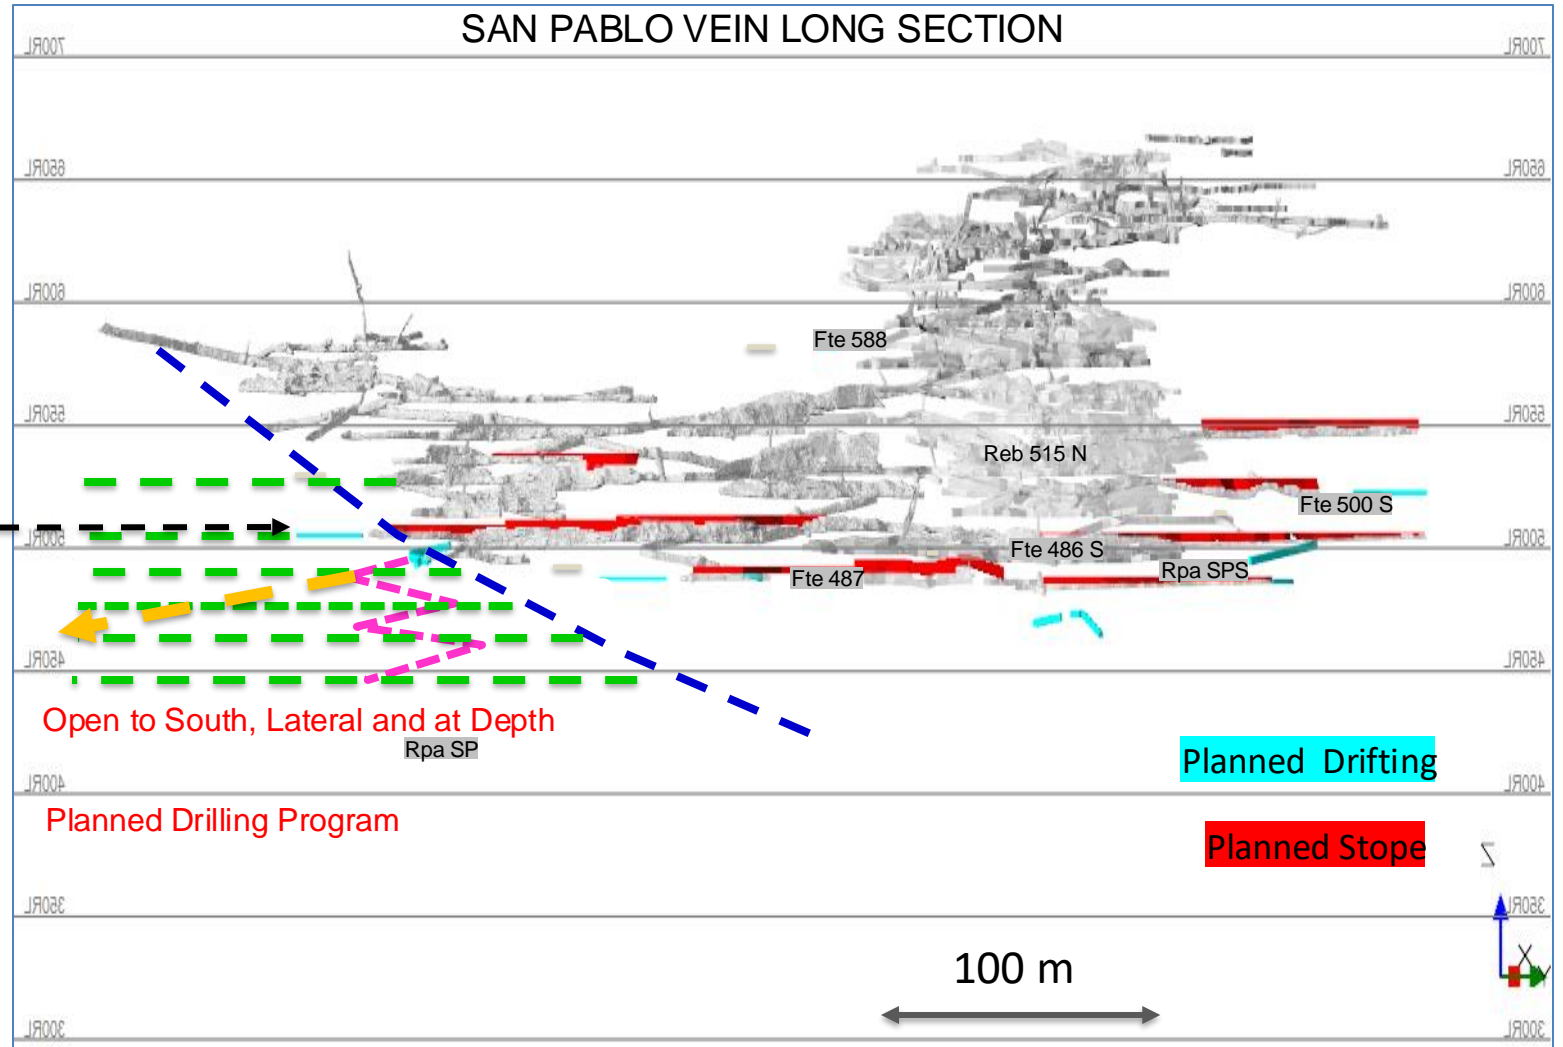 SAN PABLO VEIN LONG SECTION
700RL 700RL
650RL 650RL
600RL 600RL
Fte 588
550RL 550RL
Reb 515 N
Fte 500 S
500RL 500RL
Fte 486 S
Rpa SPS
Fte 487
450RL 450RL
Open to South, Lateral and at Depth
Rpa SP
Planned Drifting
400RL 400RL
Planned Drilling Program
Planned Stope
Z
350RL 350RL
X
Y
100 m
300RL 300RL